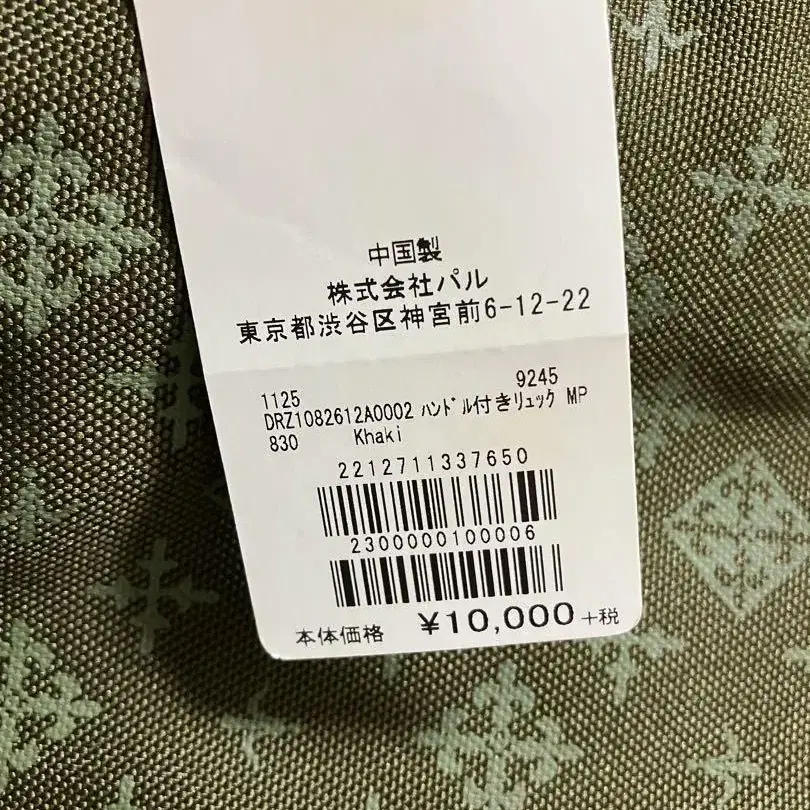 中国製
株式会社パル
東京都渋谷区神宮前6-12-22
1125 9245
DRZ1082612A0002 ﾊﾝﾄﾞﾙ付きﾘｭｯｸ MP
830 Khaki
2212711337650
2300000100006
本体価格 ¥10,000+税